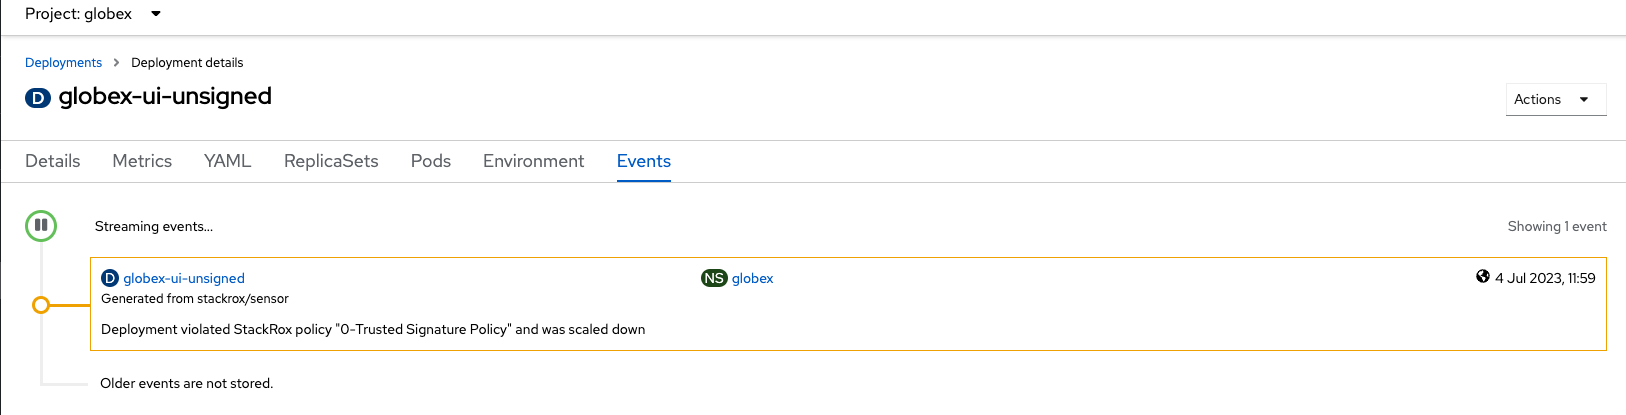 Project: globex
Deployments > Deployment details
D globex-ui-unsigned
Actions
Details Metrics YAML ReplicaSets Pods Environment Events
Streaming events...
Showing 1 event
D globex-ui-unsigned NS globex 4 Jul 2023, 11:59
Generated from stackrox/sensor
Deployment violated StackRox policy "0-Trusted Signature Policy" and was scaled down
Older events are not stored.